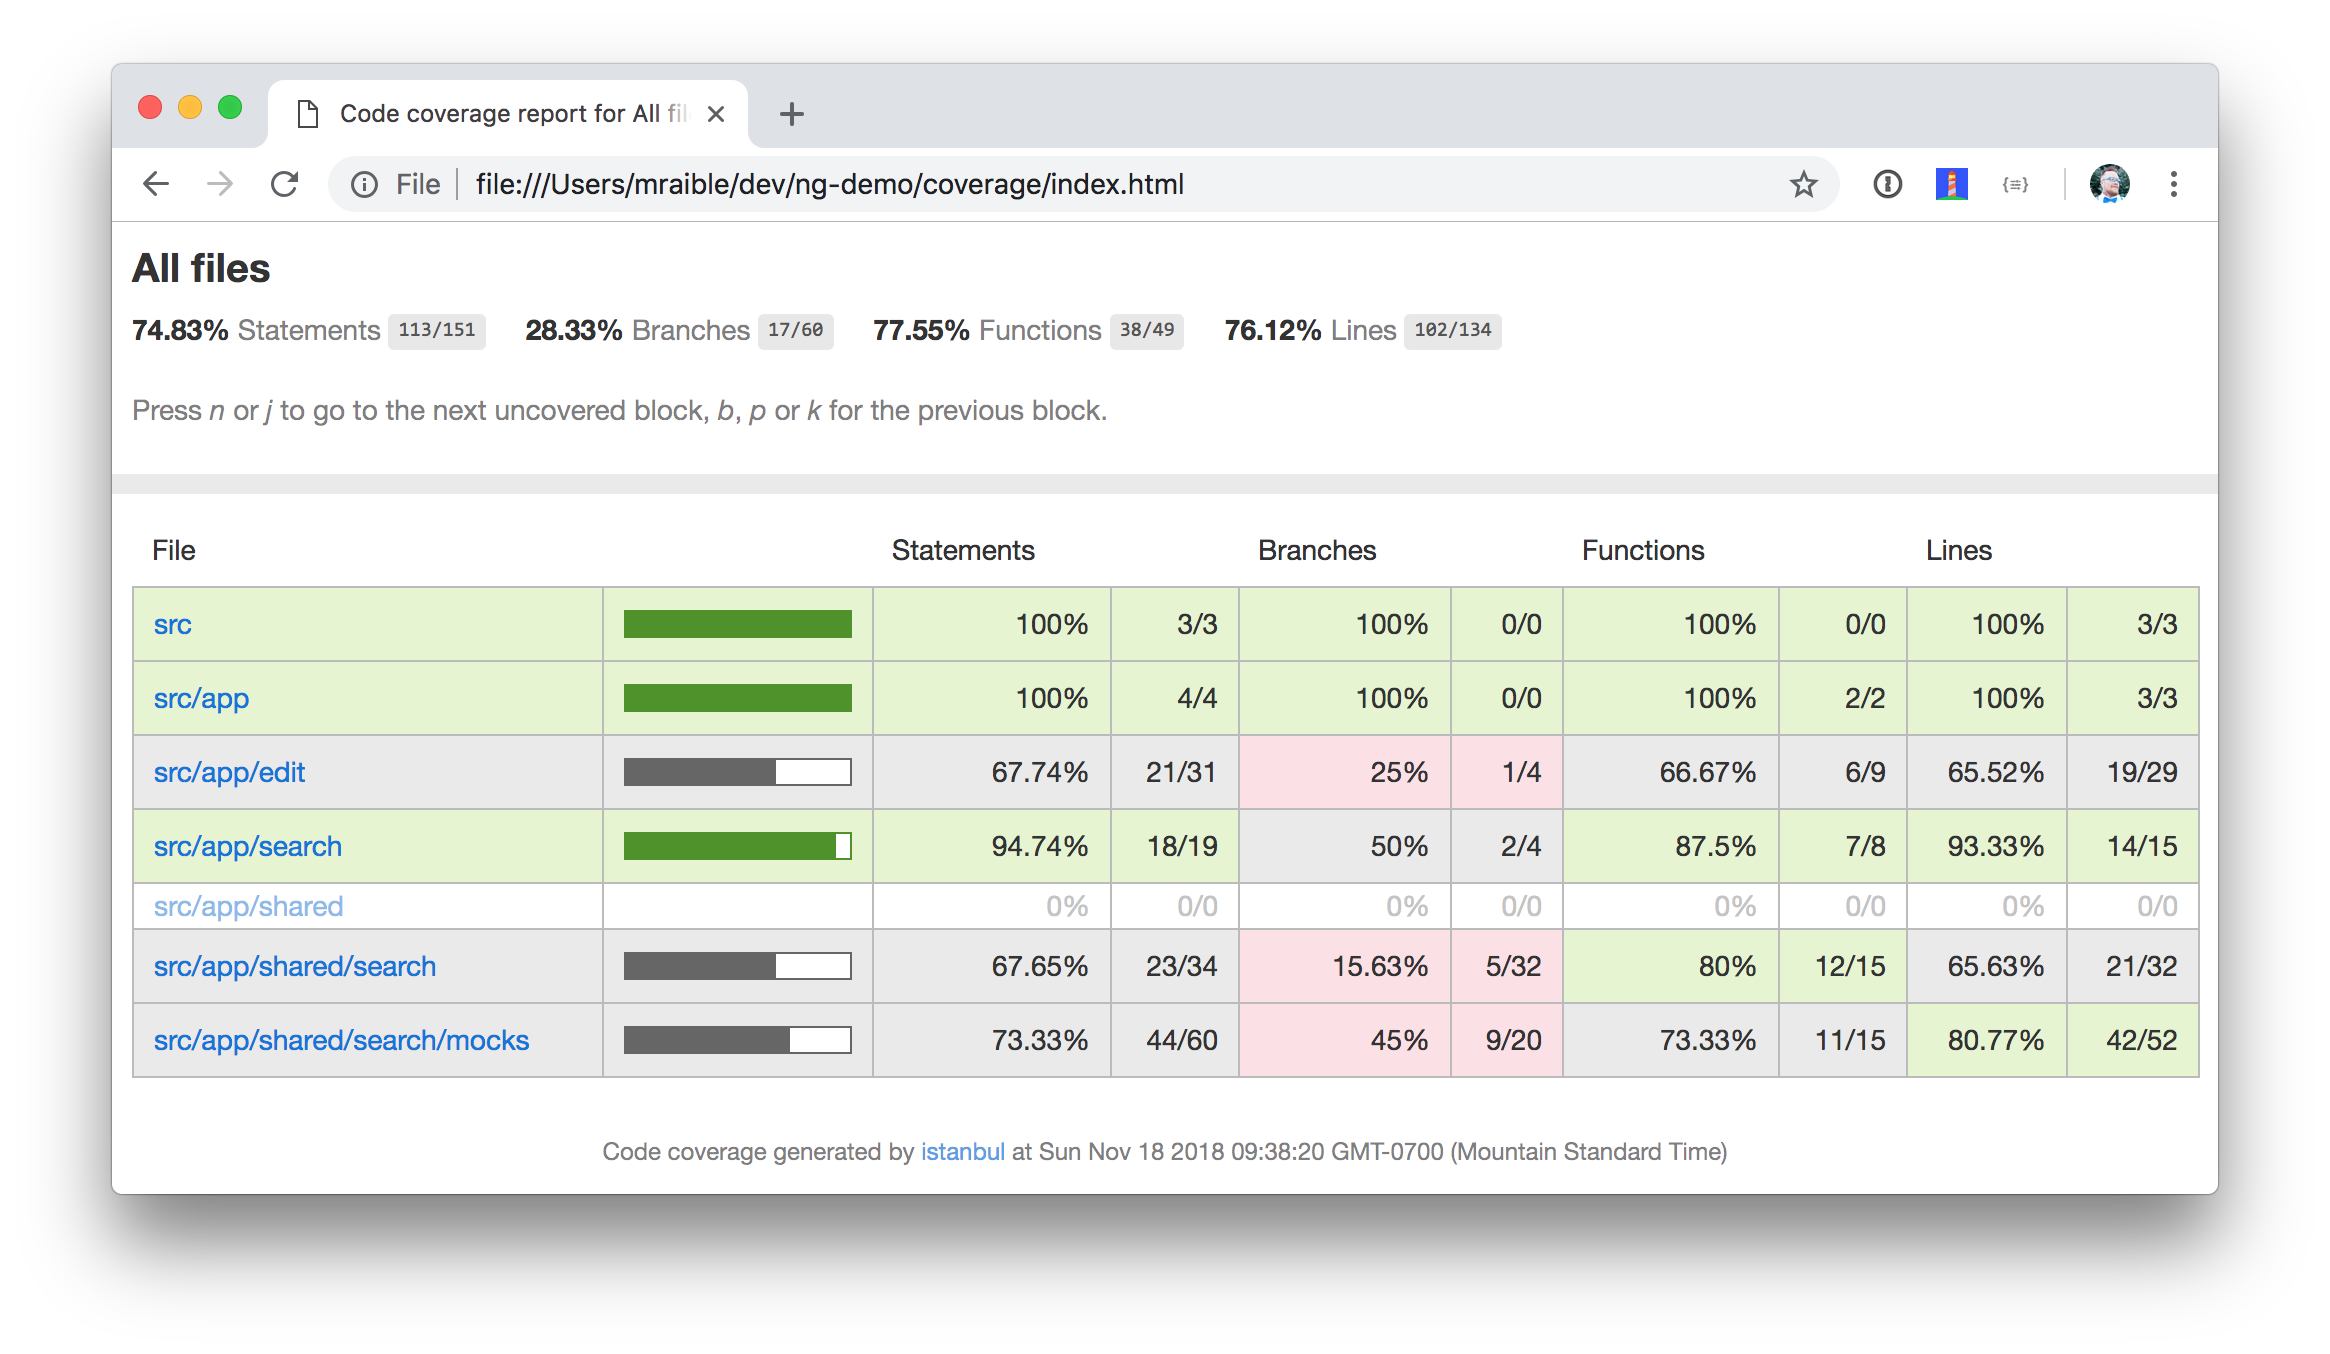 Code coverage report for All fil
File file:///Users/mraible/dev/ng-demo/coverage/index.html
All files
74.83% Statements 113/151 28.33% Branches 17/60 77.55% Functions 38/49 76.12% Lines 102/134
Press n or j to go to the next uncovered block, b, p or k for the previous block.
File Statements Branches Functions Lines
src 100% 3/3 100% 0/0 100% 0/0 100% 3/3
src/app 100% 4/4 100% 0/0 100% 2/2 100% 3/3
src/app/edit 67.74% 21/31 25% 1/4 66.67% 6/9 65.52% 19/29
src/app/search 94.74% 18/19 50% 2/4 87.5% 7/8 93.33% 14/15
src/app/shared 0% 0/0 0% 0/0 0% 0/0 0% 0/0
src/app/shared/search 67.65% 23/34 15.63% 5/32 80% 12/15 65.63% 21/32
src/app/shared/search/mocks 73.33% 44/60 45% 9/20 73.33% 11/15 80.77% 42/52
Code coverage generated by istanbul at Sun Nov 18 2018 09:38:20 GMT-0700 (Mountain Standard Time)